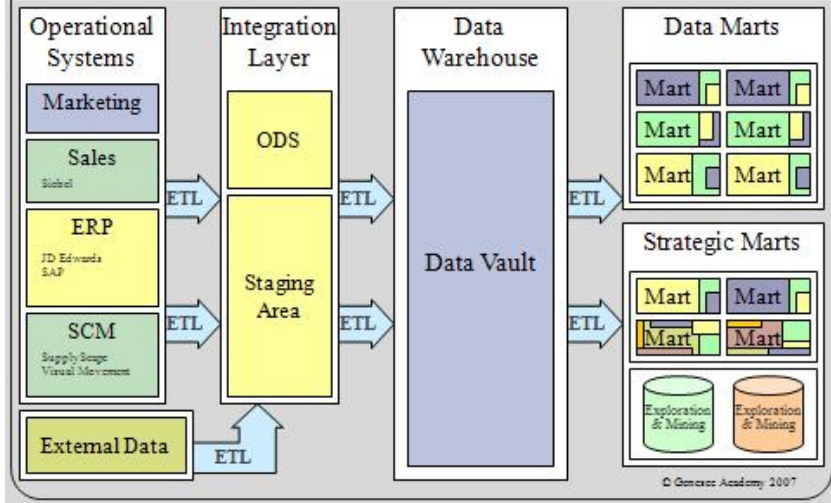 Operational
Systems
Marketing
Sales
Siebel
ERP
JD Edwards
SAP
SCM
SupplyScape
Visual Movement
External Data
ETL
ETL
ETL
Integration
Layer
ODS
Staging
Area
ETL
ETL
Data
Warehouse
Data Vault
ETL
ETL
Data Marts
Mart Mart
Mart Mart
Mart Mart
Strategic Marts
Mart Mart
Mart Mart
Exploration
& Mining
Exploration
& Mining
© Genesee Academy 2007